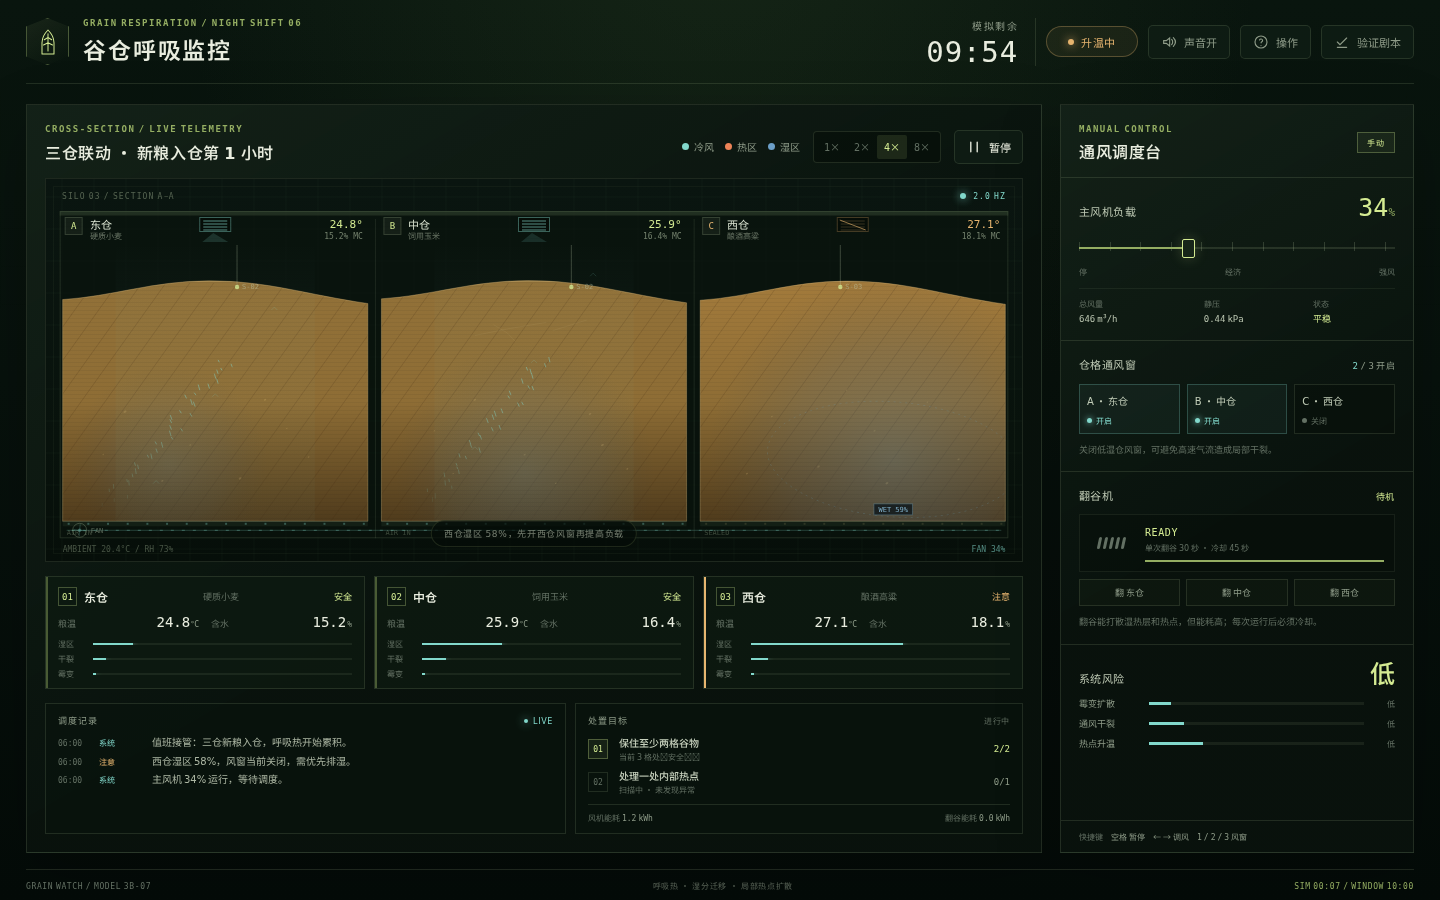 GRAIN RESPIRATION / NIGHT SHIFT 06
谷仓呼吸监控
模拟剩余
09:54
升温中
声音开
操作
验证剧本
CROSS-SECTION / LIVE TELEMETRY
三仓联动 · 新粮入仓第 1 小时
冷风
热区
湿区
1×
2×
4×
8×
暂停
SILO 03 / SECTION A-A
2.0 HZ
A
东仓
硬质小麦
24.8°
15.2% MC
B
中仓
饲用玉米
25.9°
16.4% MC
C
西仓
酿酒高粱
27.1°
18.1% MC
FAN
AIR IN
SEALED
WET 59%
西仓湿区 58%，先开西仓风窗再提高负载
AMBIENT 20.4°C / RH 73%
FAN 34%
01 东仓 硬质小麦 安全
粮温 24.8°C 含水 15.2%
湿区
干裂
霉变
02 中仓 饲用玉米 安全
粮温 25.9°C 含水 16.4%
湿区
干裂
霉变
03 西仓 酿酒高粱 注意
粮温 27.1°C 含水 18.1%
湿区
干裂
霉变
调度记录
LIVE
06:00 系统 值班接管：三仓新粮入仓，呼吸热开始累积。
06:00 注意 西仓湿区 58%，风窗当前关闭，需优先排湿。
06:00 系统 主风机 34% 运行，等待调度。
处置目标
进行中
01 保住至少两格谷物 2/2
当前 3 格处安全
02 处理一处内部热点 0/1
扫描中 · 未发现异常
风机能耗 1.2 kWh
翻谷能耗 0.0 kWh
MANUAL CONTROL
通风调度台
手动
主风机负载
34%
停
经济
强风
总风量
646 m³/h
静压
0.44 kPa
状态
平稳
仓格通风窗
2 / 3 开启
A · 东仓
开启
B · 中仓
开启
C · 西仓
关闭
关闭低湿仓风窗，可避免高速气流造成局部干裂。
翻谷机
待机
READY
单次翻谷 30 秒 · 冷却 45 秒
翻 东仓
翻 中仓
翻 西仓
翻谷能打散湿热层和热点，但能耗高；每次运行后必须冷却。
系统风险
低
霉变扩散 低
通风干裂 低
热点升温 低
快捷键 空格 暂停 ←→ 调风 1 / 2 / 3 风窗
GRAIN WATCH / MODEL 3B-07
呼吸热 · 湿分迁移 · 局部热点扩散
SIM 00:07 / WINDOW 10:00